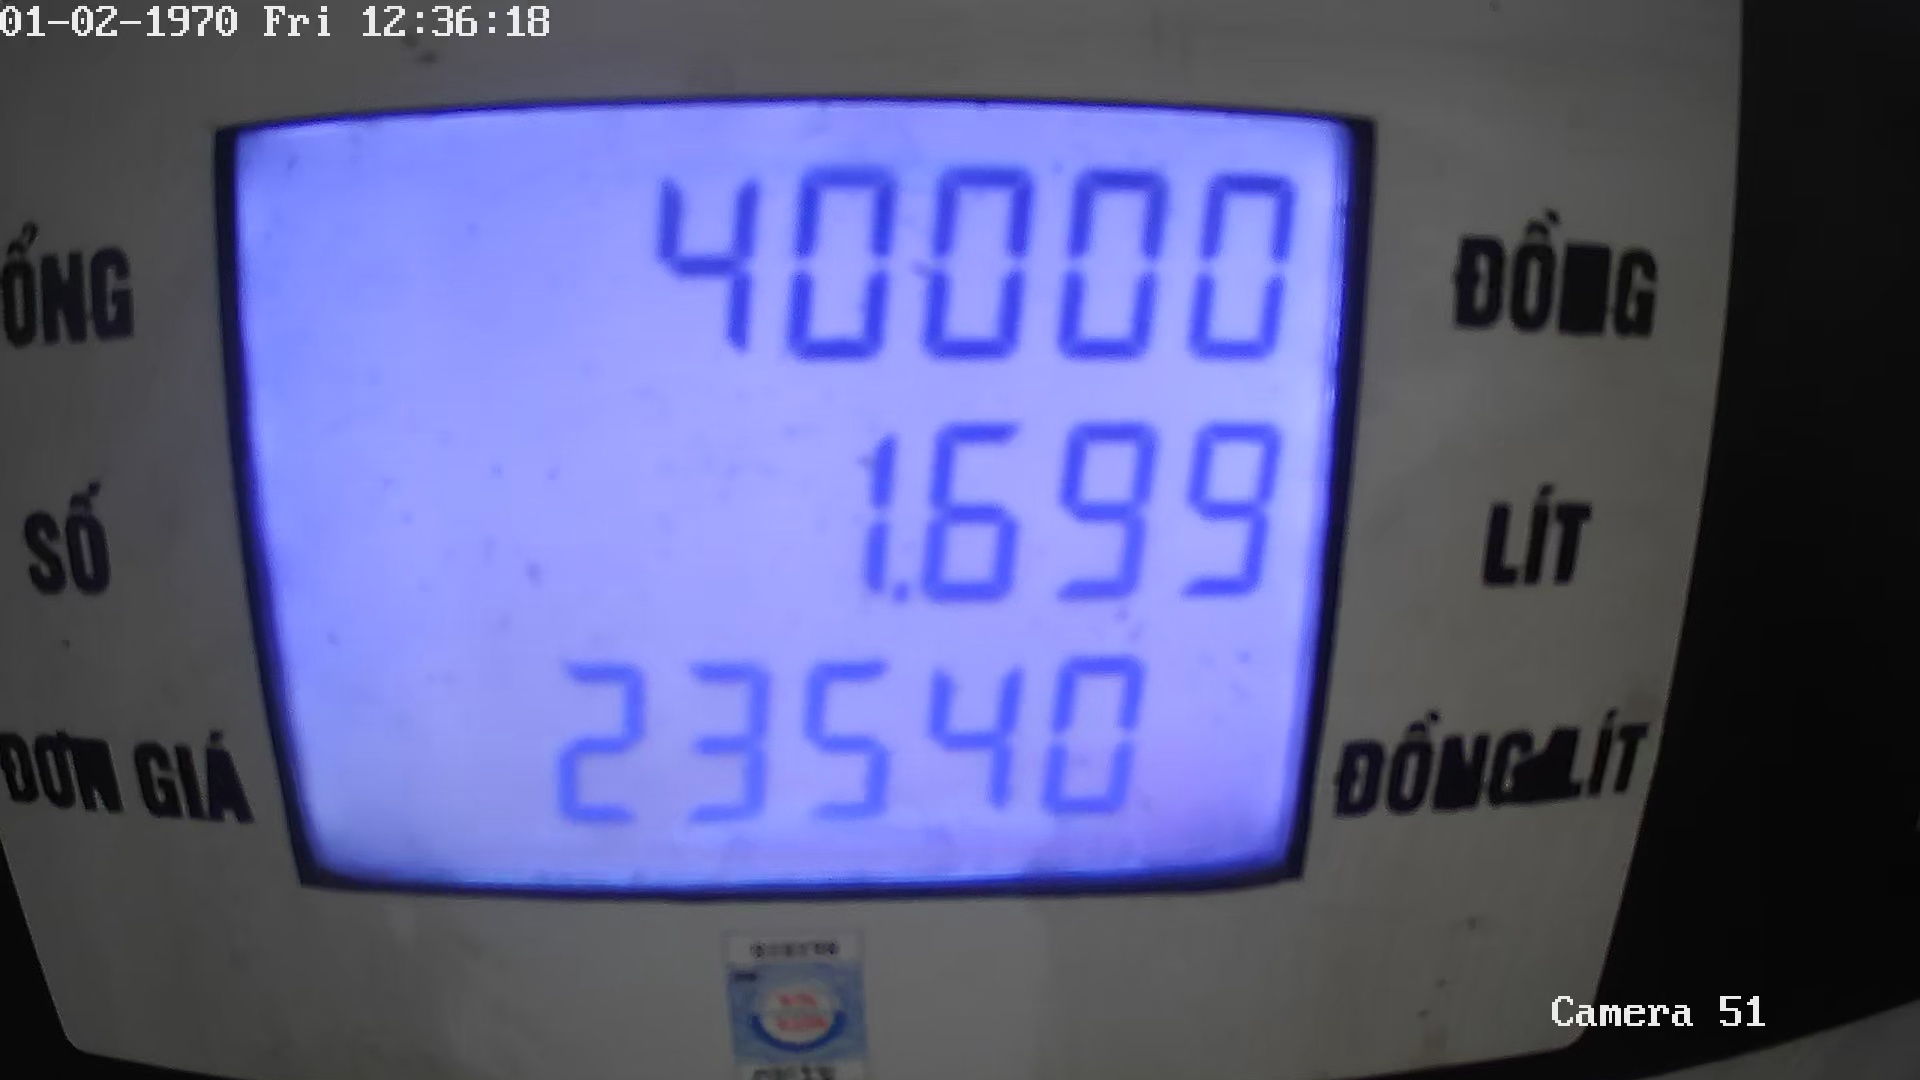 01-02-1970 Fri 12:36:18
ỔNG 40000 ĐỒNG
SỐ 1.699 LÍT
ĐƠN GIÁ 23540 ĐỒNG/LÍT
Camera 51